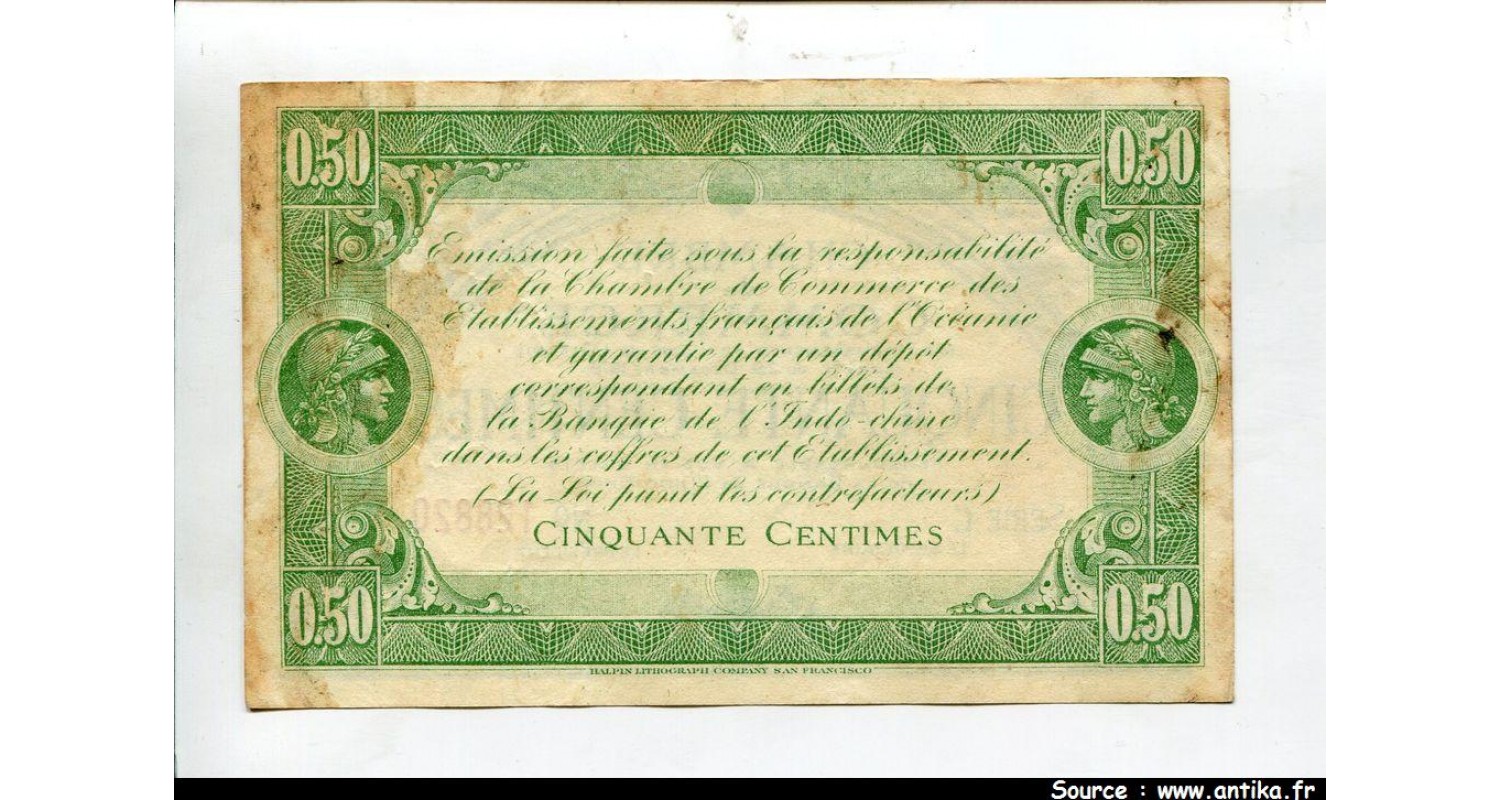 0.50 0.50
Emission faite sous la responsabilité
de la Chambre de Commerce des
Etablissements français de l'Océanie
et garantie par un dépôt
correspondant en billets de
la Banque de l'Indo-chine
dans les coffres de cet Etablissement.
(La Loi punit les contrefacteurs)
CINQUANTE CENTIMES
0.50 0.50
HALPIN LITHOGRAPH COMPANY SAN FRANCISCO
Source : www.antika.fr